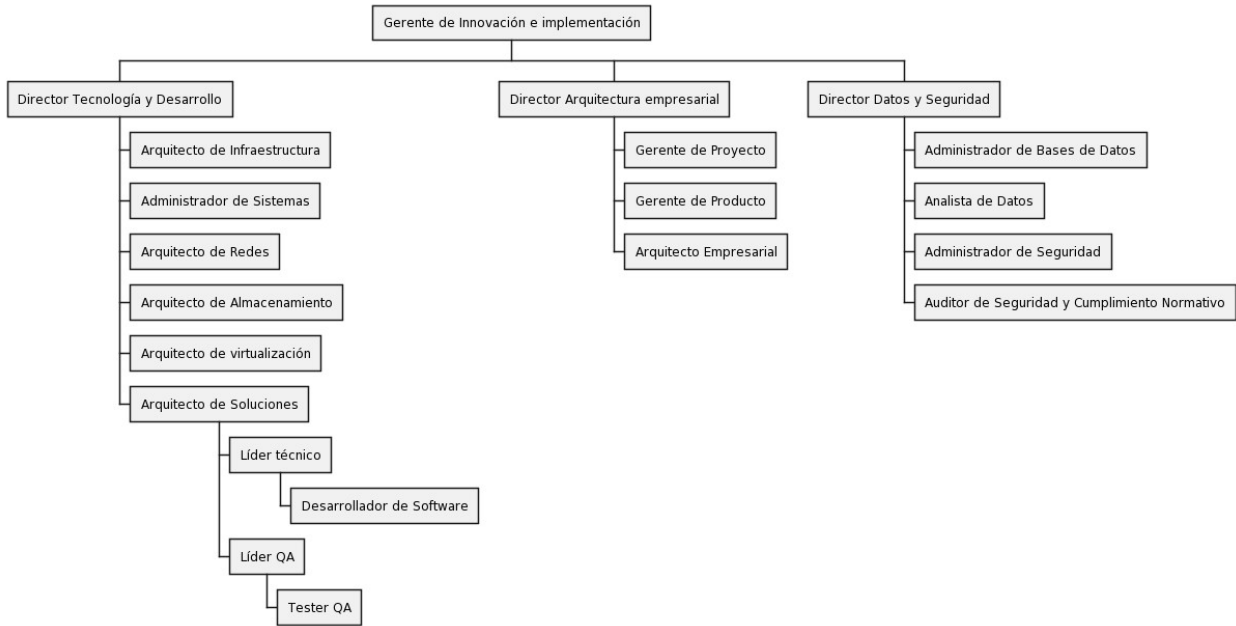 Gerente de Innovación e implementación
Director Tecnología y Desarrollo
Arquitecto de Infraestructura
Administrador de Sistemas
Arquitecto de Redes
Arquitecto de Almacenamiento
Arquitecto de virtualización
Arquitecto de Soluciones
Líder técnico
Desarrollador de Software
Líder QA
Tester QA
Director Arquitectura empresarial
Gerente de Proyecto
Gerente de Producto
Arquitecto Empresarial
Director Datos y Seguridad
Administrador de Bases de Datos
Analista de Datos
Administrador de Seguridad
Auditor de Seguridad y Cumplimiento Normativo